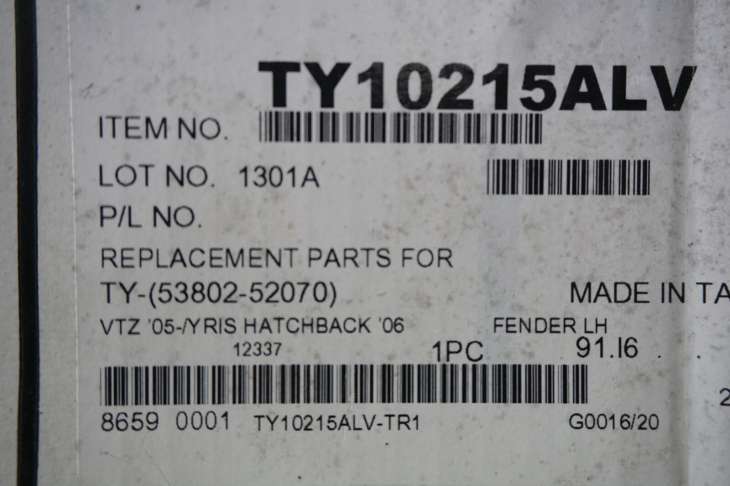 TY10215ALV
ITEM NO.
LOT NO. 1301A
P/L NO.
REPLACEMENT PARTS FOR
TY-(53802-52070) MADE IN TA
VTZ '05-/YRIS HATCHBACK '06 FENDER LH
12337 1PC 91.I6 . .
2
8659 0001 TY10215ALV-TR1 G0016/20